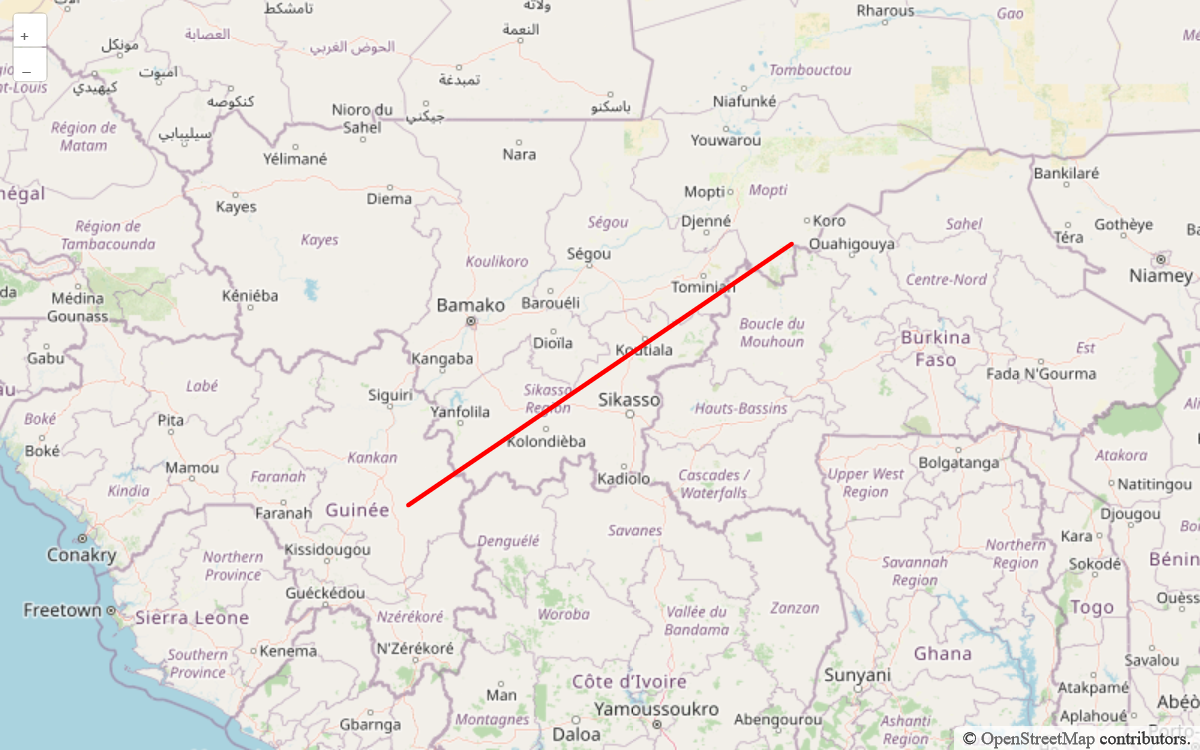 تامشكط
ولاتة
Rharous
Gao
+
العصابة
النعمة
مونكل
الحوض الغربي
–
امبوت
تمبدغة
Tombouctou
كيهيدي
كنكوصه
جيكني
باسكنو
Niafunké
Nioro du
Sahel
Région de
Matam
سيليبابي
Youwarou
Yélimané
Nara
Bankilaré
Kayes
Diema
Mopti
Mopti
Djenné
Koro
Sahel
Gothèye
Région de
Tambacounda
Kayes
Ségou
Ouahigouya
Téra
Koulikoro
Ségou
Niamey
Centre-Nord
Médina
Gounass
Kéniéba
Bamako
Barouéli
Tominian
Boucle du
Mouhoun
Burkina
Faso
Gabu
Kangaba
Dioïla
Koutiala
Est
Labé
Siguiri
Sikasso
Region
Sikasso
Fada N'Gourma
Boké
Pita
Yanfolila
Hauts-Bassins
Boké
Kolondièba
Mamou
Kankan
Kindia
Faranah
Kadiolo
Cascades /
Waterfalls
Upper West
Region
Bolgatanga
Atakora
Natitingou
Faranah
Guinée
Savanes
Djougou
Conakry
Kissidougou
Denguélé
Kara
Northern
Province
Northern
Region
Savannah
Region
Sokodé
Bénin
Guéckédou
Freetown
Sierra Leone
Nzérékoré
Woroba
Vallée du
Bandama
Zanzan
Togo
Southern
Province
Kenema
N'Zérékoré
Ghana
Savalou
Man
Côte d'Ivoire
Sunyani
Atakpamé
Gbarnga
Montagnes
Yamoussoukro
Abengourou
Ashanti
Region
Aplahoué
Daloa
© OpenStreetMap contributors.